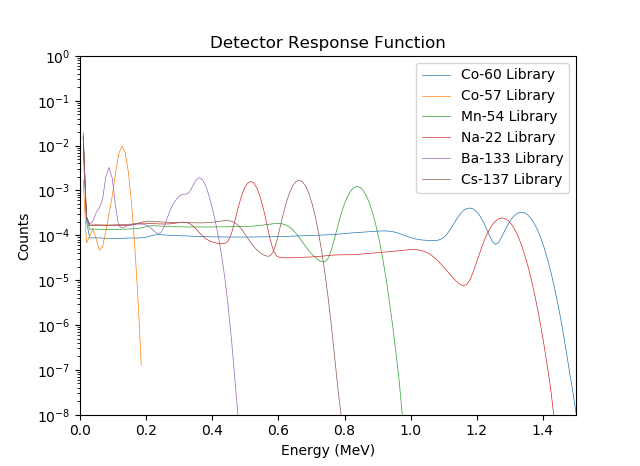 Detector Response Function
Co-60 Library
Co-57 Library
Mn-54 Library
Na-22 Library
Ba-133 Library
Cs-137 Library
Counts
10^0
10^-1
10^-2
10^-3
10^-4
10^-5
10^-6
10^-7
10^-8
0.0 0.2 0.4 0.6 0.8 1.0 1.2 1.4
Energy (MeV)